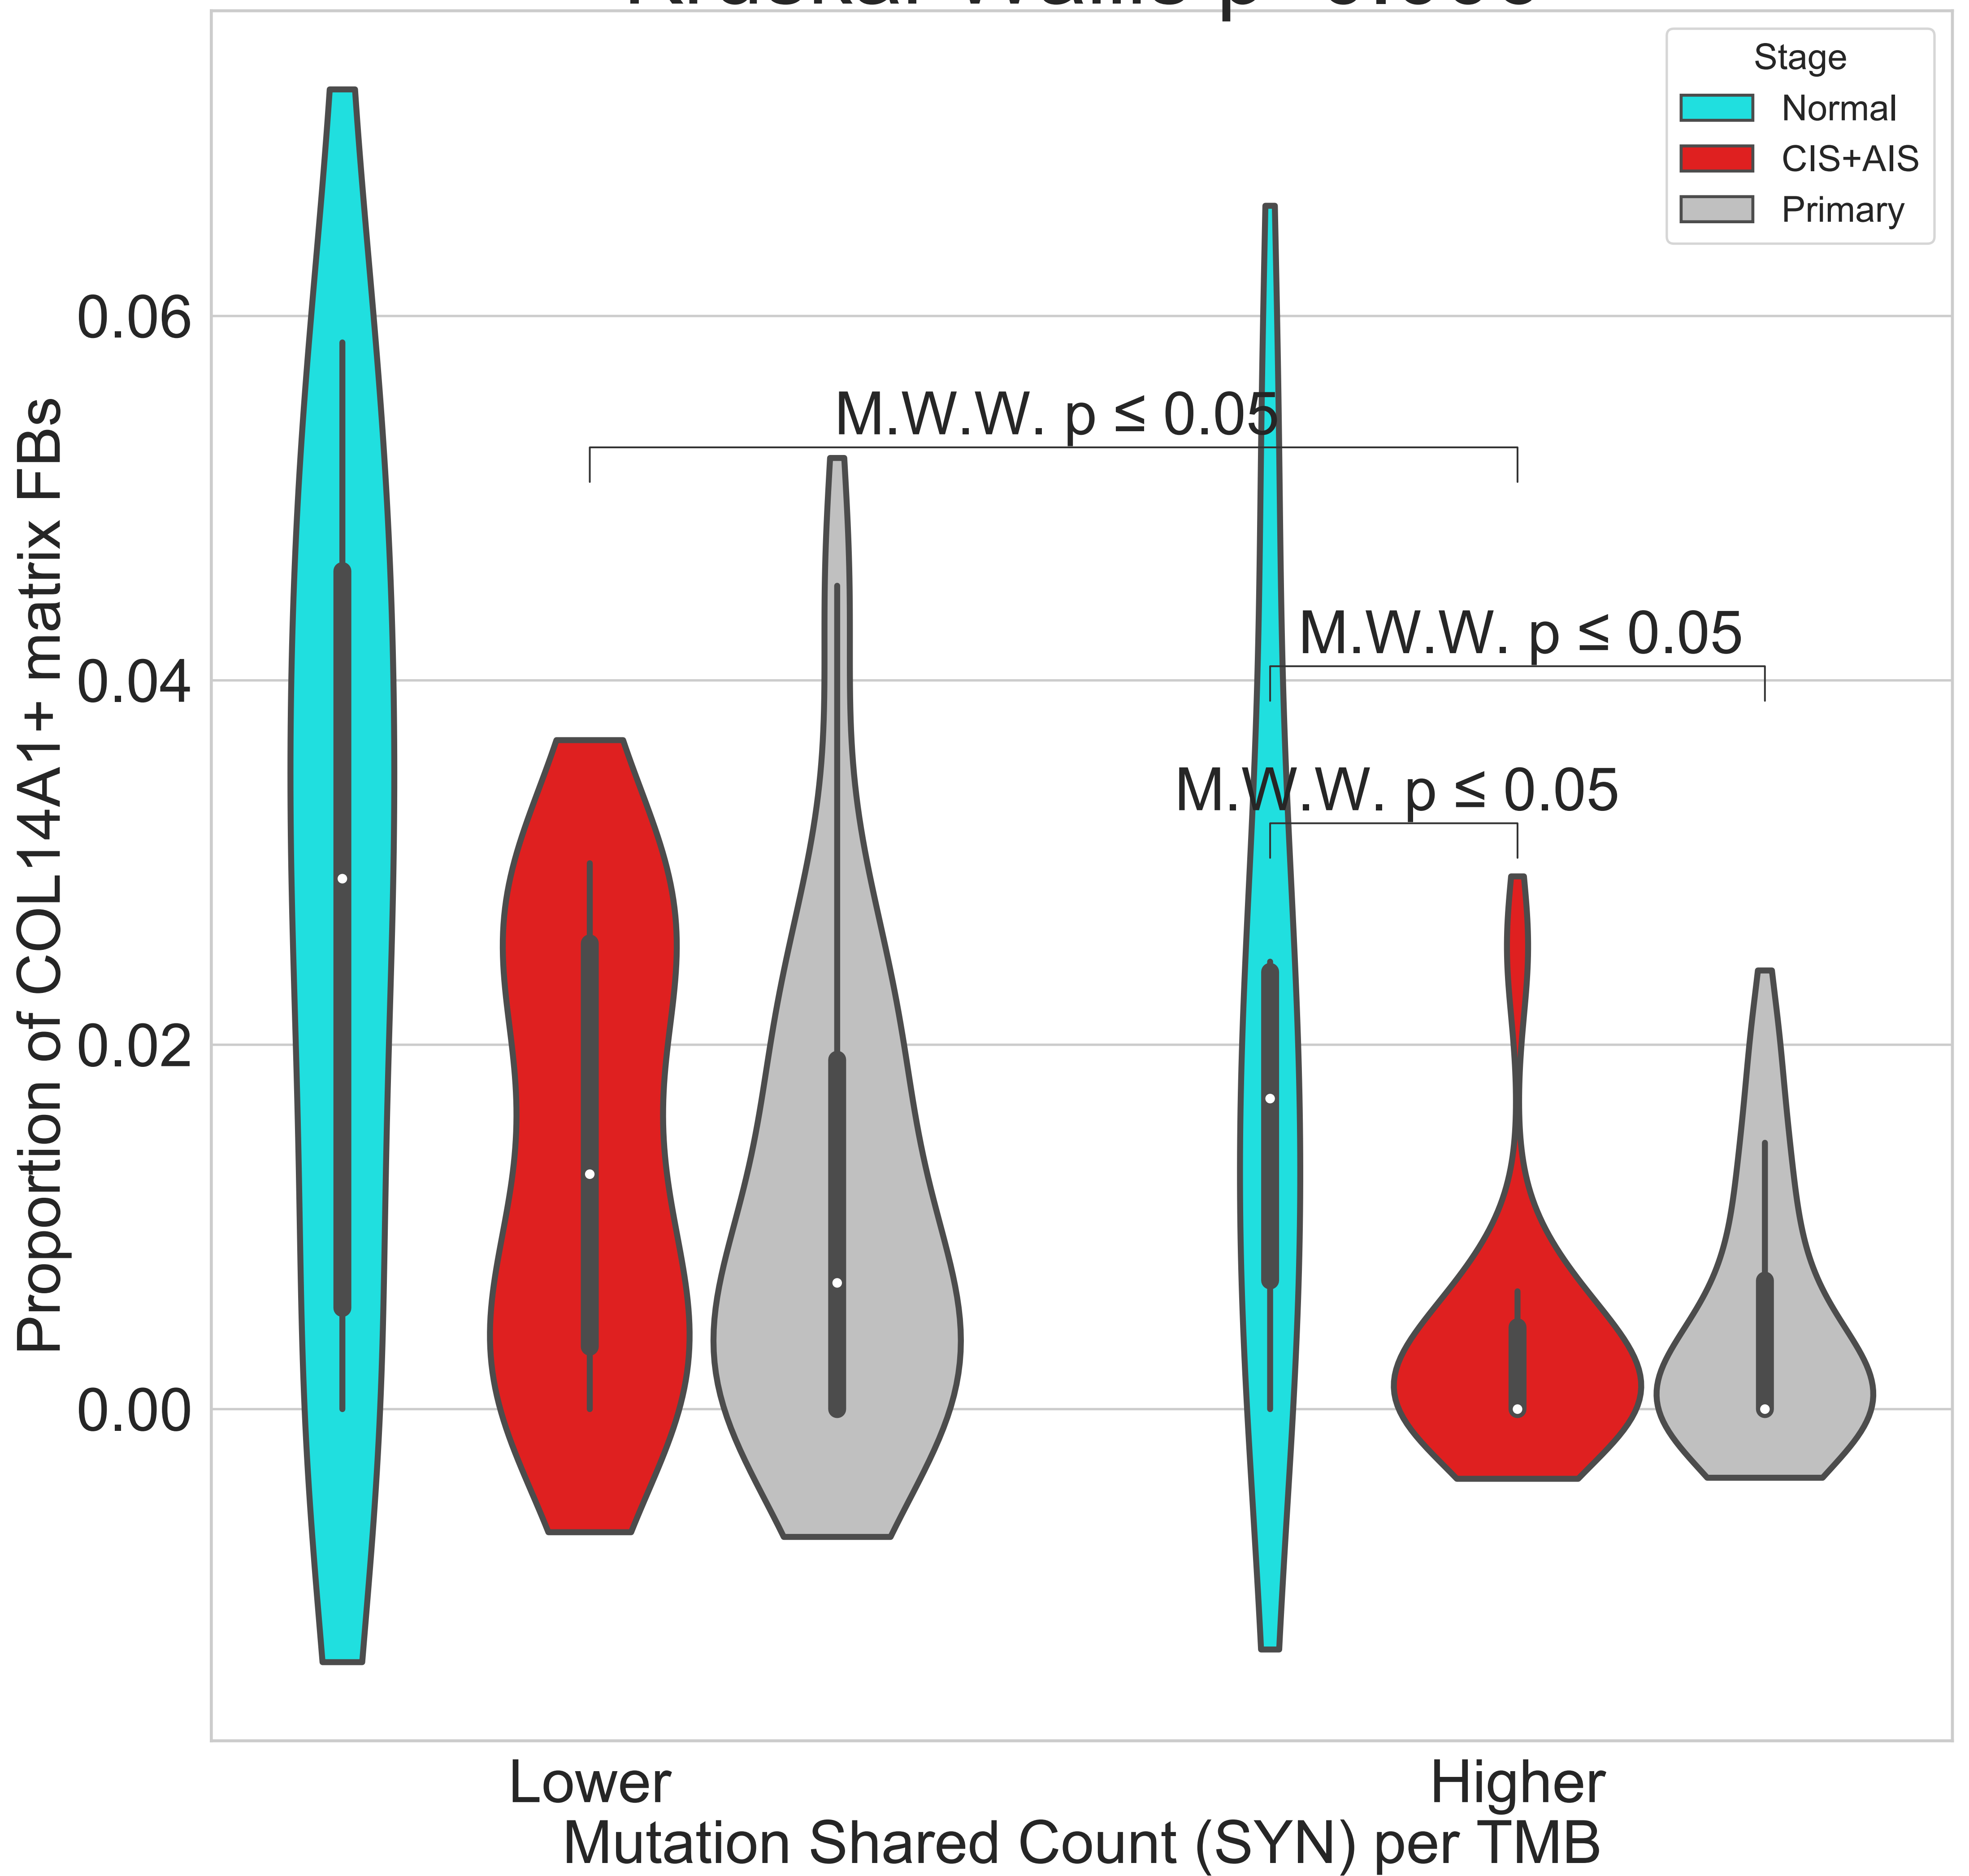 Stage
Normal
CIS+AIS
Primary
0.06
0.04
0.02
0.00
Proportion of COL14A1+ matrix FBs
M.W.W. p ≤ 0.05
M.W.W. p ≤ 0.05
M.W.W. p ≤ 0.05
Lower
Higher
Mutation Shared Count (SYN) per TMB